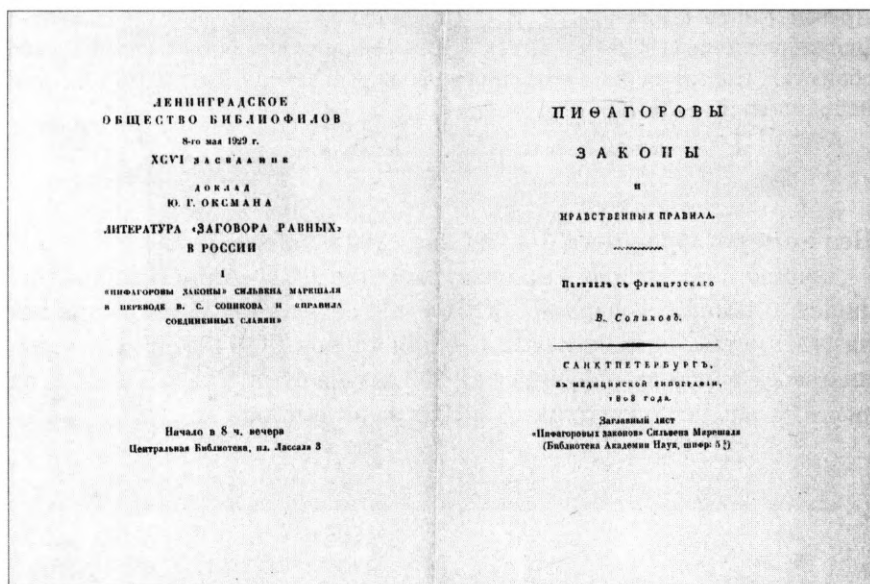 ЛЕНИНГРАДСКОЕ
ОБЩЕСТВО БИБЛИОФИЛОВ
8-го мая 1929 г.
XCVI ЗАСЕДАНИЕ
ДОКЛАД
Ю. Г. ОКСМАНА
ЛИТЕРАТУРА «ЗАГОВОРА РАВНЫХ»
В РОССИИ
I
«ПИФАГОРОВЫ ЗАКОНЫ» СИЛЬВЕНА МАРЕШАЛЯ
В ПЕРЕВОДЕ В. С. СОПИКОВА И «ПРАВИЛА
СОЕДИНЕННЫХ СЛАВЯН»
Начало в 8 ч. вечера
Центральная Библиотека, пл. Лассаля 3
ПИѲАГОРОВЫ
ЗАКОНЫ
И
НРАВСТВЕННЫЯ ПРАВИЛА.
Перевелъ съ Французскаго
В. Сопиковъ.
САНКТПЕТЕРБУРГЪ,
въ медицинской типографіи,
1808 года.
Заглавный лист
«Пифагоровых законов» Сильвена Марешаля
(Библиотека Академии Наук, шифр: